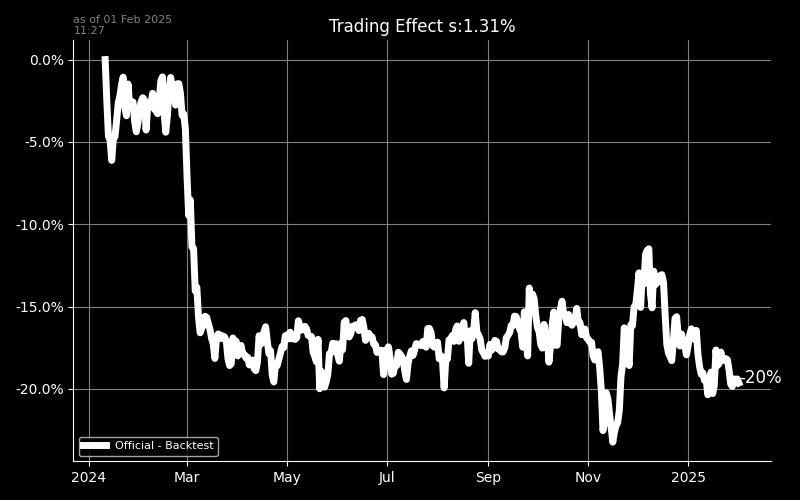 as of 01 Feb 2025
11:27
Trading Effect s:1.31%
0.0%
-5.0%
-10.0%
-15.0%
-20.0%
-20%
Official - Backtest
2024 Mar May Jul Sep Nov 2025